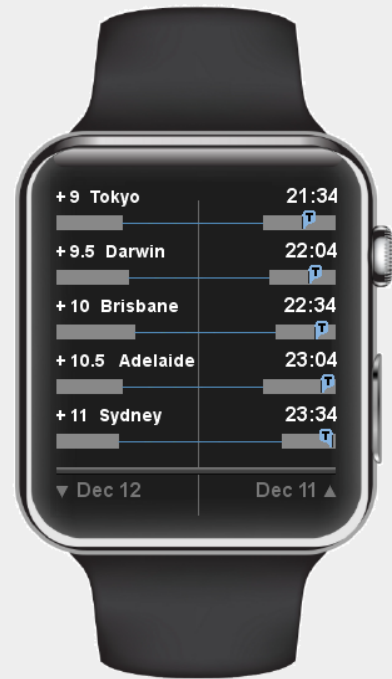 + 9 Tokyo 21:34
T
+ 9.5 Darwin 22:04
T
+ 10 Brisbane 22:34
T
+ 10.5 Adelaide 23:04
T
+ 11 Sydney 23:34
T
▼ Dec 12 Dec 11 ▲